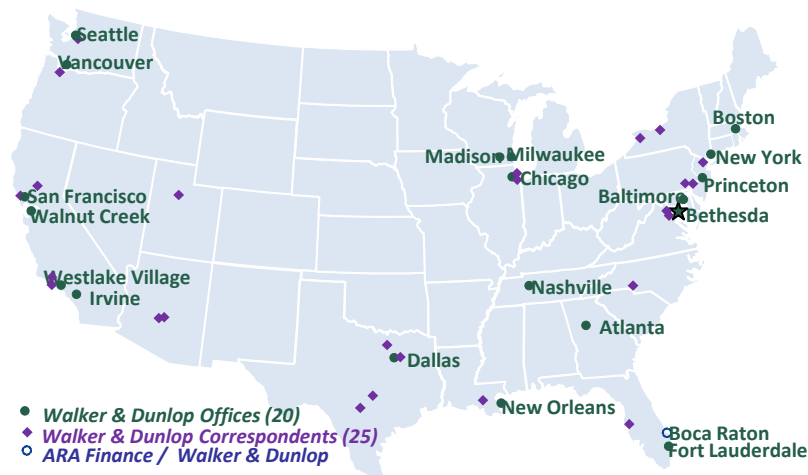 Seattle
Vancouver
Boston
Madison
Milwaukee
New York
Chicago
Princeton
San Francisco
Baltimore
Walnut Creek
Bethesda
Westlake Village
Nashville
Irvine
Atlanta
Dallas
New Orleans
Walker & Dunlop Offices (20)
Boca Raton
Walker & Dunlop Correspondents (25)
Fort Lauderdale
ARA Finance / Walker & Dunlop